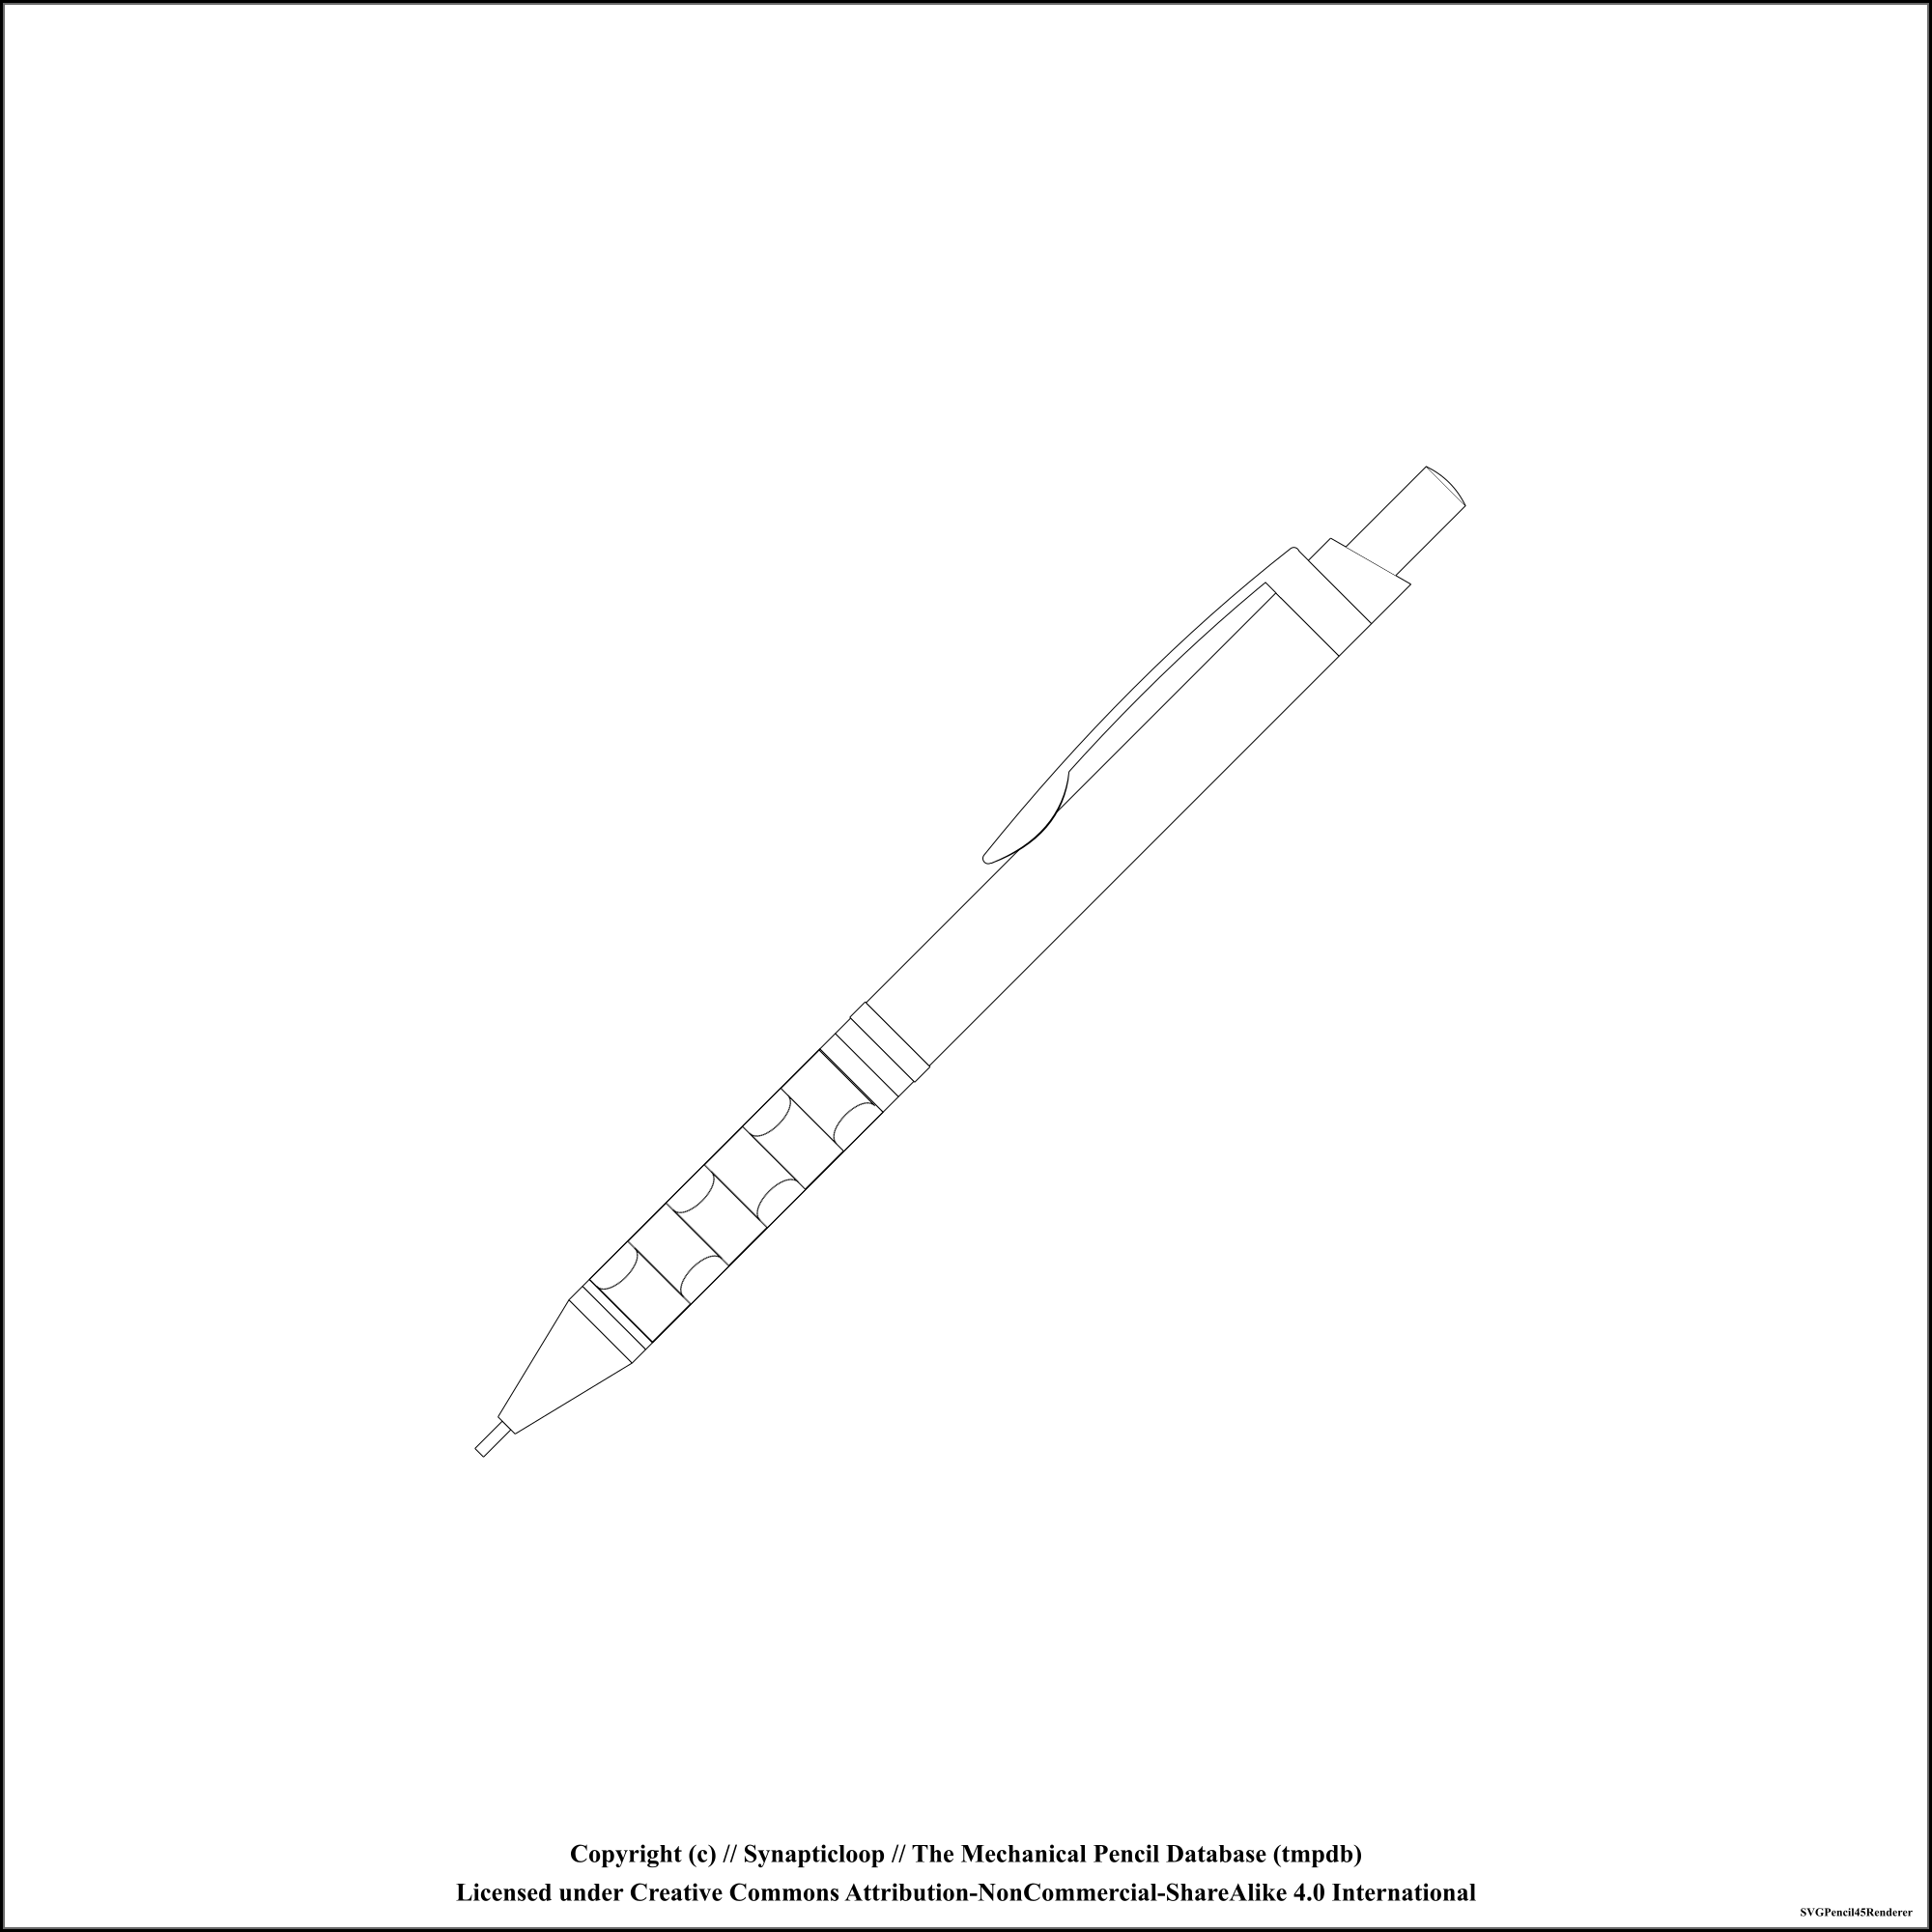 Copyright (c) // Synapticloop // The Mechanical Pencil Database (tmpdb)
Licensed under Creative Commons Attribution-NonCommercial-ShareAlike 4.0 International
SVGPencil45Renderer